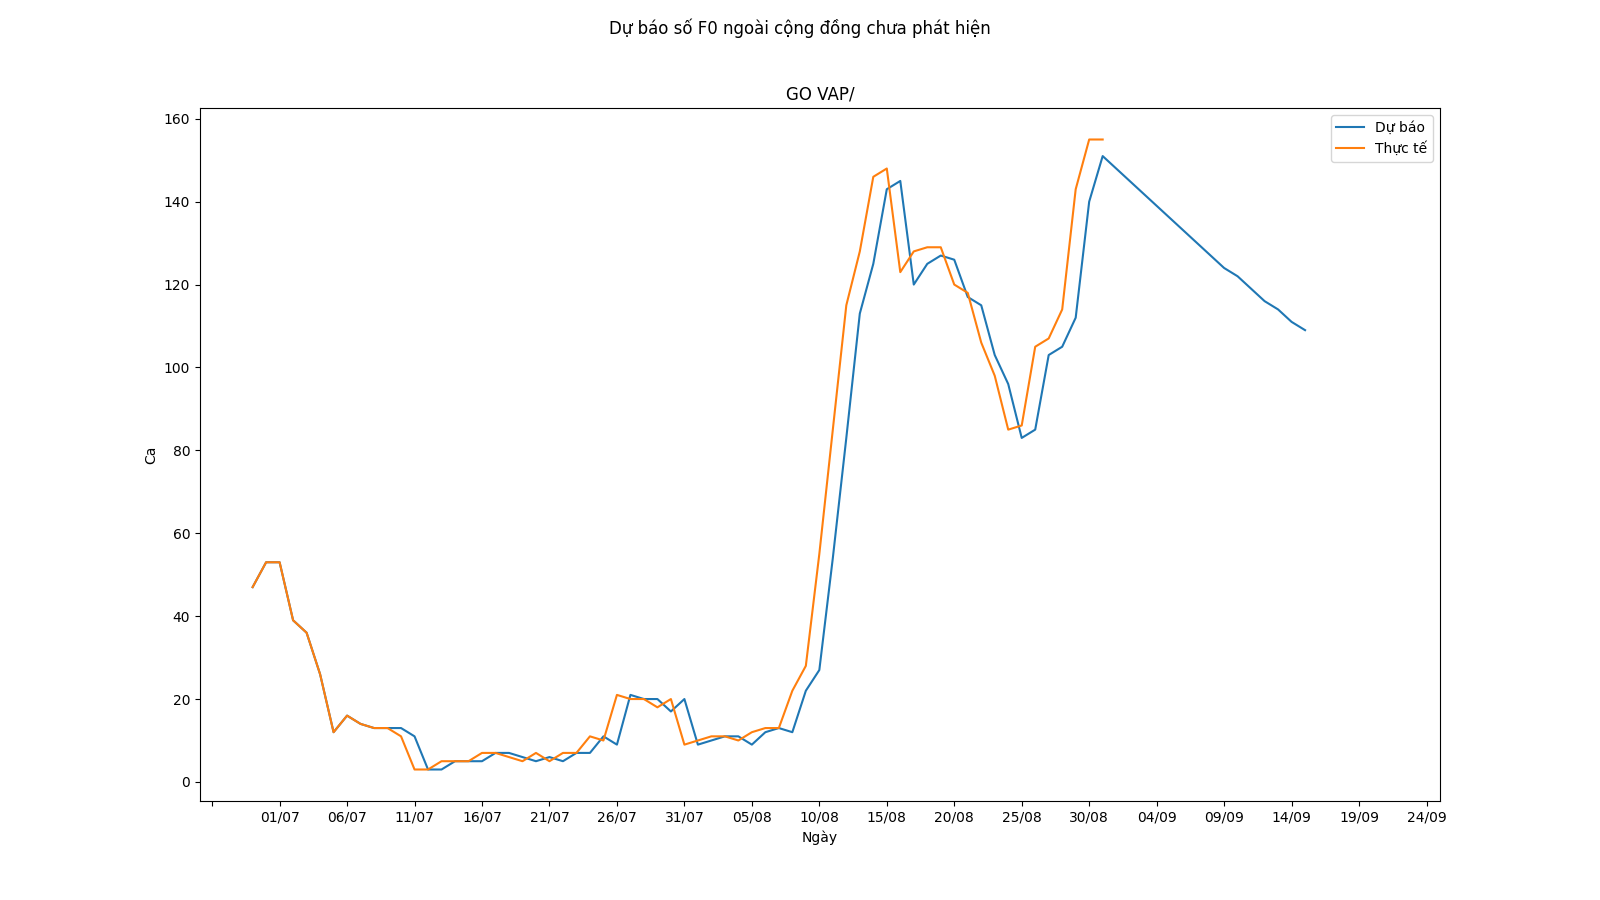 Dự báo số F0 ngoài cộng đồng chưa phát hiện
GO VAP/
Dự báo
Thực tế
160
140
120
100
80
60
40
20
0
Ca
01/07 06/07 11/07 16/07 21/07 26/07 31/07 05/08 10/08 15/08 20/08 25/08 30/08 04/09 09/09 14/09 19/09 24/09
Ngày